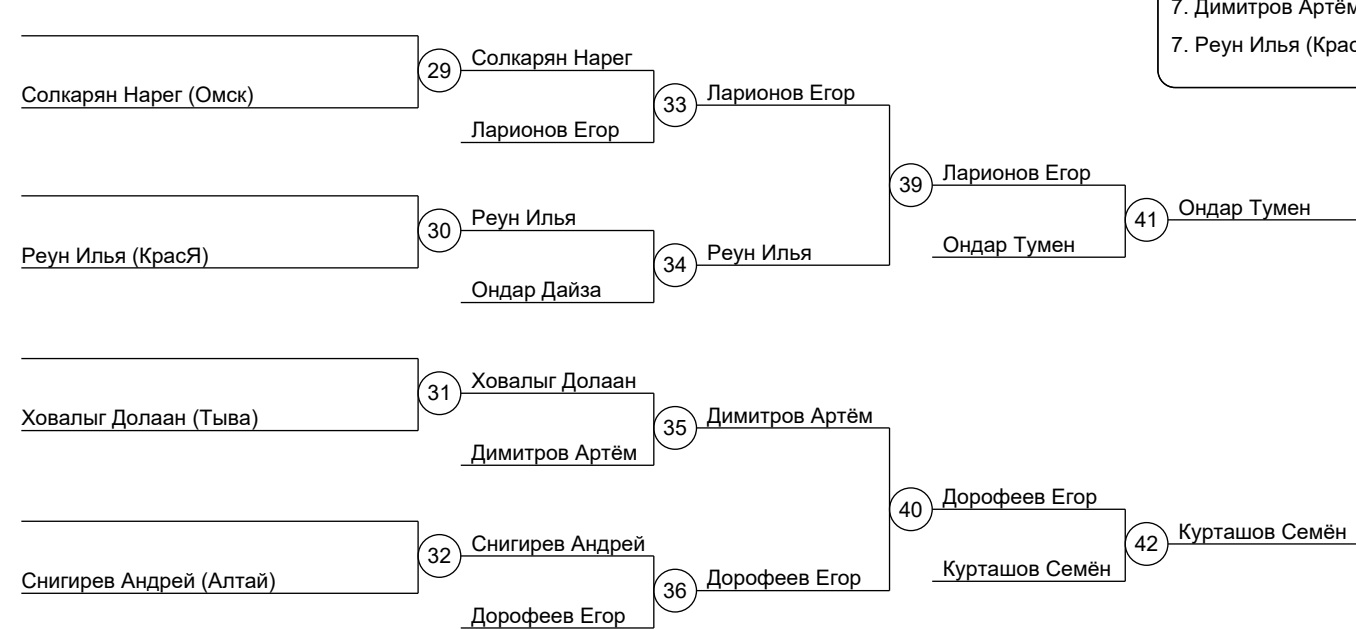 7. Димитров Артём
7. Реун Илья (Крас
29
Солкарян Нарег
Солкарян Нарег (Омск)
33
Ларионов Егор
Ларионов Егор
39
Ларионов Егор
30
Реун Илья
Реун Илья (КрасЯ)
34
Реун Илья
Ондар Дайза
41
Ондар Тумен
Ондар Тумен
31
Ховалыг Долаан
Ховалыг Долаан (Тыва)
35
Димитров Артём
Димитров Артём
40
Дорофеев Егор
32
Снигирев Андрей
Снигирев Андрей (Алтай)
36
Дорофеев Егор
Дорофеев Егор
42
Курташов Семён
Курташов Семён